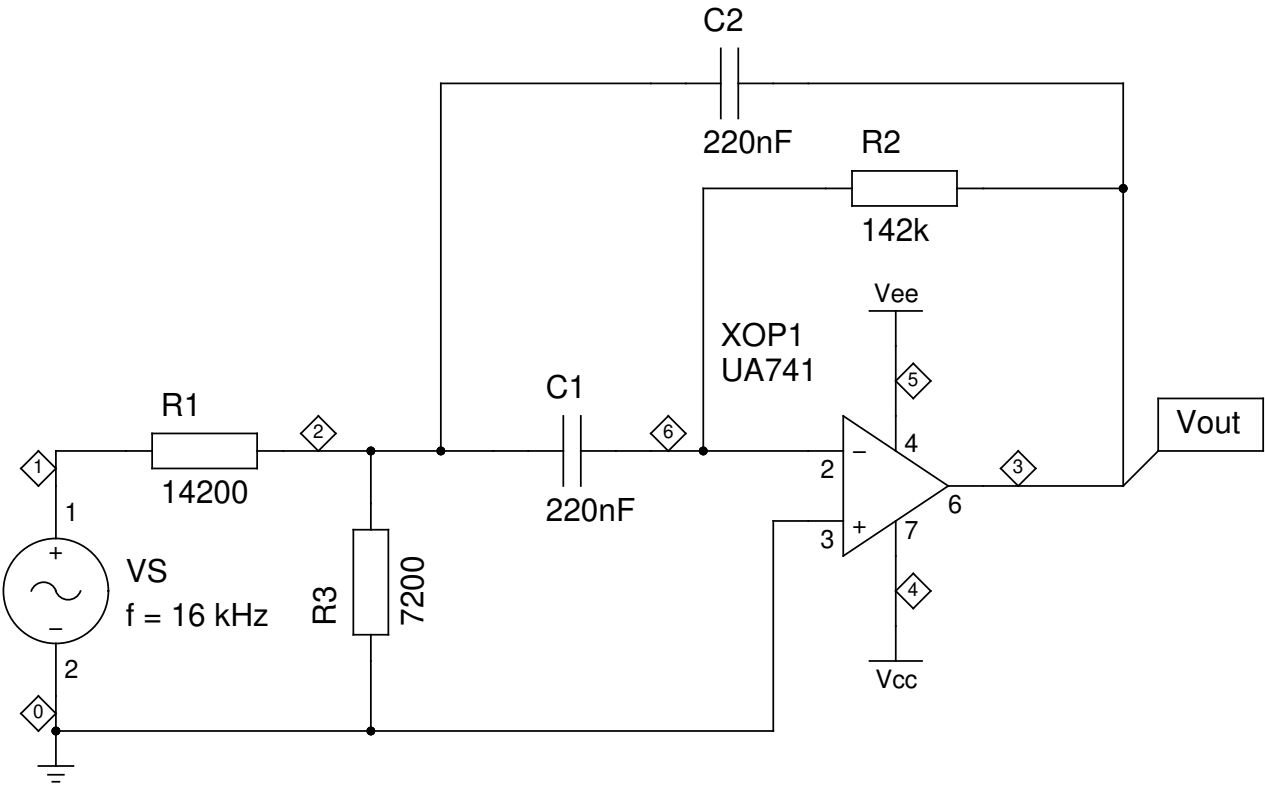 C2
220nF
R2
142k
Vee
XOP1
UA741
5
C1
220nF
R1
14200
1
2
6
4
2
−
3
+
7
6
3
Vout
4
Vcc
1
+
VS
f = 16 kHz
−
2
R3
7200
0